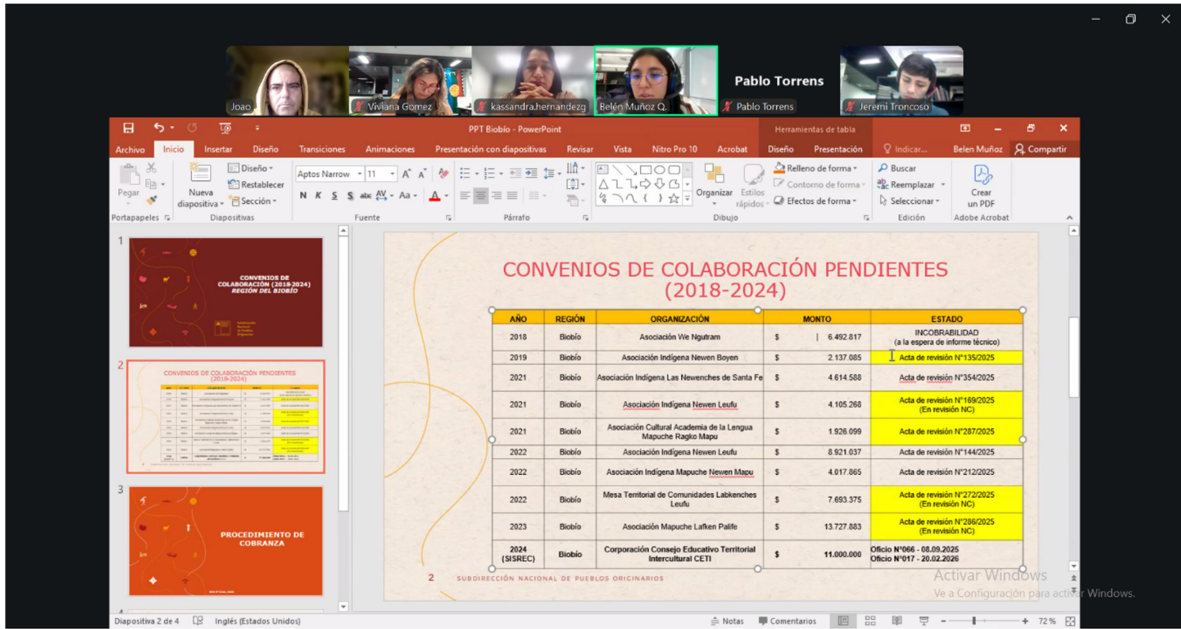 Joao
Viviana Gomez
kassandra.hernandezg
Belén Muñoz Q.
Pablo Torrens
Pablo Torrens
Jeremi Troncoso
PPT Biobío - PowerPoint
Herramientas de tabla
Archivo Inicio Insertar Diseño Transiciones Animaciones Presentación con diapositivas Revisar Vista Nitro Pro 10 Acrobat Diseño Presentación Indicar... Belen Muñoz Compartir
Pegar
Nueva diapositiva
Diseño
Restablecer
Sección
Aptos Narrow 11
N K S S abc AV Aa A
Organizar
Estilos rápidos
Relleno de forma
Contorno de forma
Efectos de forma
Buscar
Reemplazar
Seleccionar
Crear un PDF
Portapapeles Diapositivas Fuente Párrafo Dibujo Edición Adobe Acrobat
1
CONVENIOS DE
COLABORACIÓN (2018-2024)
REGIÓN DEL BIOBÍO
2
CONVENIOS DE COLABORACIÓN PENDIENTES
(2018-2024)
3
PROCEDIMIENTO DE
COBRANZA
4
CONVENIOS DE COLABORACIÓN PENDIENTES
(2018-2024)
AÑO REGIÓN ORGANIZACIÓN MONTO ESTADO
2018 Biobío Asociación We Ngutram $ 6.492.817 INCOBRABILIDAD
(a la espera de informe técnico)
2019 Biobío Asociación Indígena Newen Boyen $ 2.137.085 Acta de revisión N°135/2025
2021 Biobío Asociación Indígena Las Newenches de Santa Fe $ 4.614.588 Acta de revisión N°354/2025
2021 Biobío Asociación Indígena Newen Leufu $ 4.105.268 Acta de revisión N°169/2025
(En revisión NC)
2021 Biobío Asociación Cultural Academia de la Lengua
Mapuche Ragko Mapu $ 1.926.099 Acta de revisión N°287/2025
2022 Biobío Asociación Indígena Newen Leufu $ 8.921.037 Acta de revisión N°144/2025
2022 Biobío Asociación Indígena Mapuche Newen Mapu $ 4.017.865 Acta de revisión N°212/2025
2022 Biobío Mesa Territorial de Comunidades Labkenches
Leufu $ 7.693.375 Acta de revisión N°272/2025
(En revisión NC)
2023 Biobío Asociación Mapuche Lafken Palife $ 13.727.883 Acta de revisión N°286/2025
(En revisión NC)
2024
(SISREC) Biobío Corporación Consejo Educativo Territorial
Intercultural CETI $ 11.000.000 Oficio N°066 - 08.09.2025
Oficio N°017 - 20.02.2026
2 SUBDIRECCIÓN NACIONAL DE PUEBLOS ORIGINARIOS
Activar Windows
Ve a Configuración para activar Windows.
Diapositiva 2 de 4 Inglés (Estados Unidos) Notas Comentarios 72 %